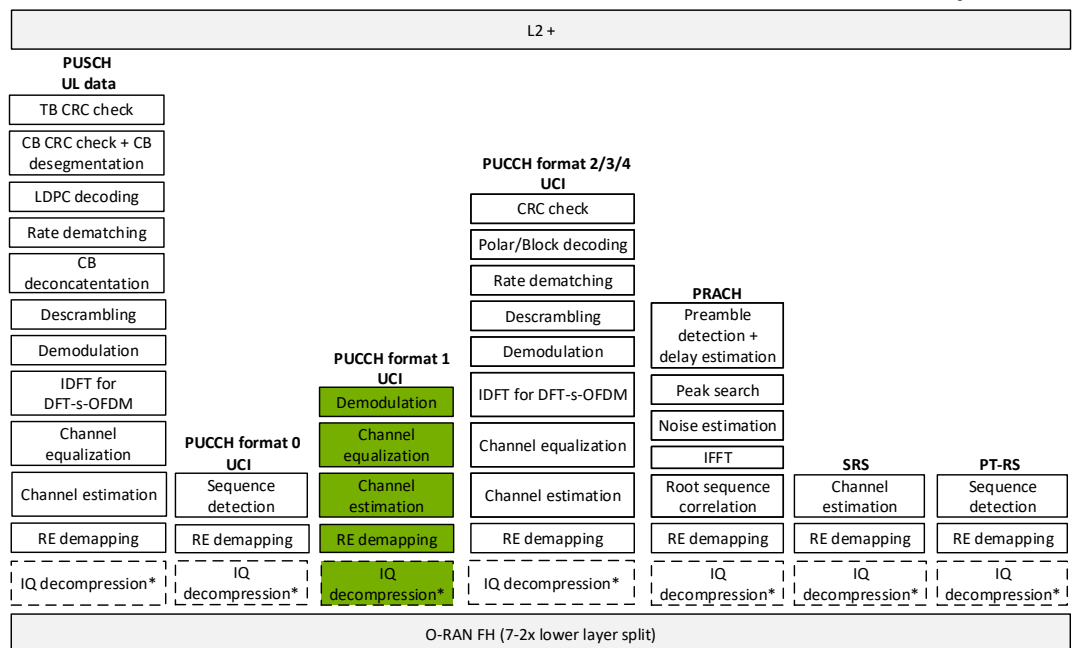 L2 +
PUSCH
UL data
TB CRC check
CB CRC check + CB
desegmentation
LDPC decoding
Rate dematching
CB
deconcatentation
Descrambling
Demodulation
IDFT for
DFT-s-OFDM
Channel
equalization
Channel estimation
RE demapping
IQ decompression*
PUCCH format 0
UCI
Sequence
detection
RE demapping
IQ
decompression*
PUCCH format 1
UCI
Demodulation
Channel
equalization
Channel
estimation
RE demapping
IQ
decompression*
PUCCH format 2/3/4
UCI
CRC check
Polar/Block decoding
Rate dematching
Descrambling
Demodulation
IDFT for DFT-s-OFDM
Channel equalization
Channel estimation
RE demapping
IQ decompression*
PRACH
Preamble
detection +
delay estimation
Peak search
Noise estimation
IFFT
Root sequence
correlation
RE demapping
IQ
decompression*
SRS
Channel
estimation
RE demapping
IQ
decompression*
PT-RS
Sequence
detection
RE demapping
IQ
decompression*
O-RAN FH (7-2x lower layer split)